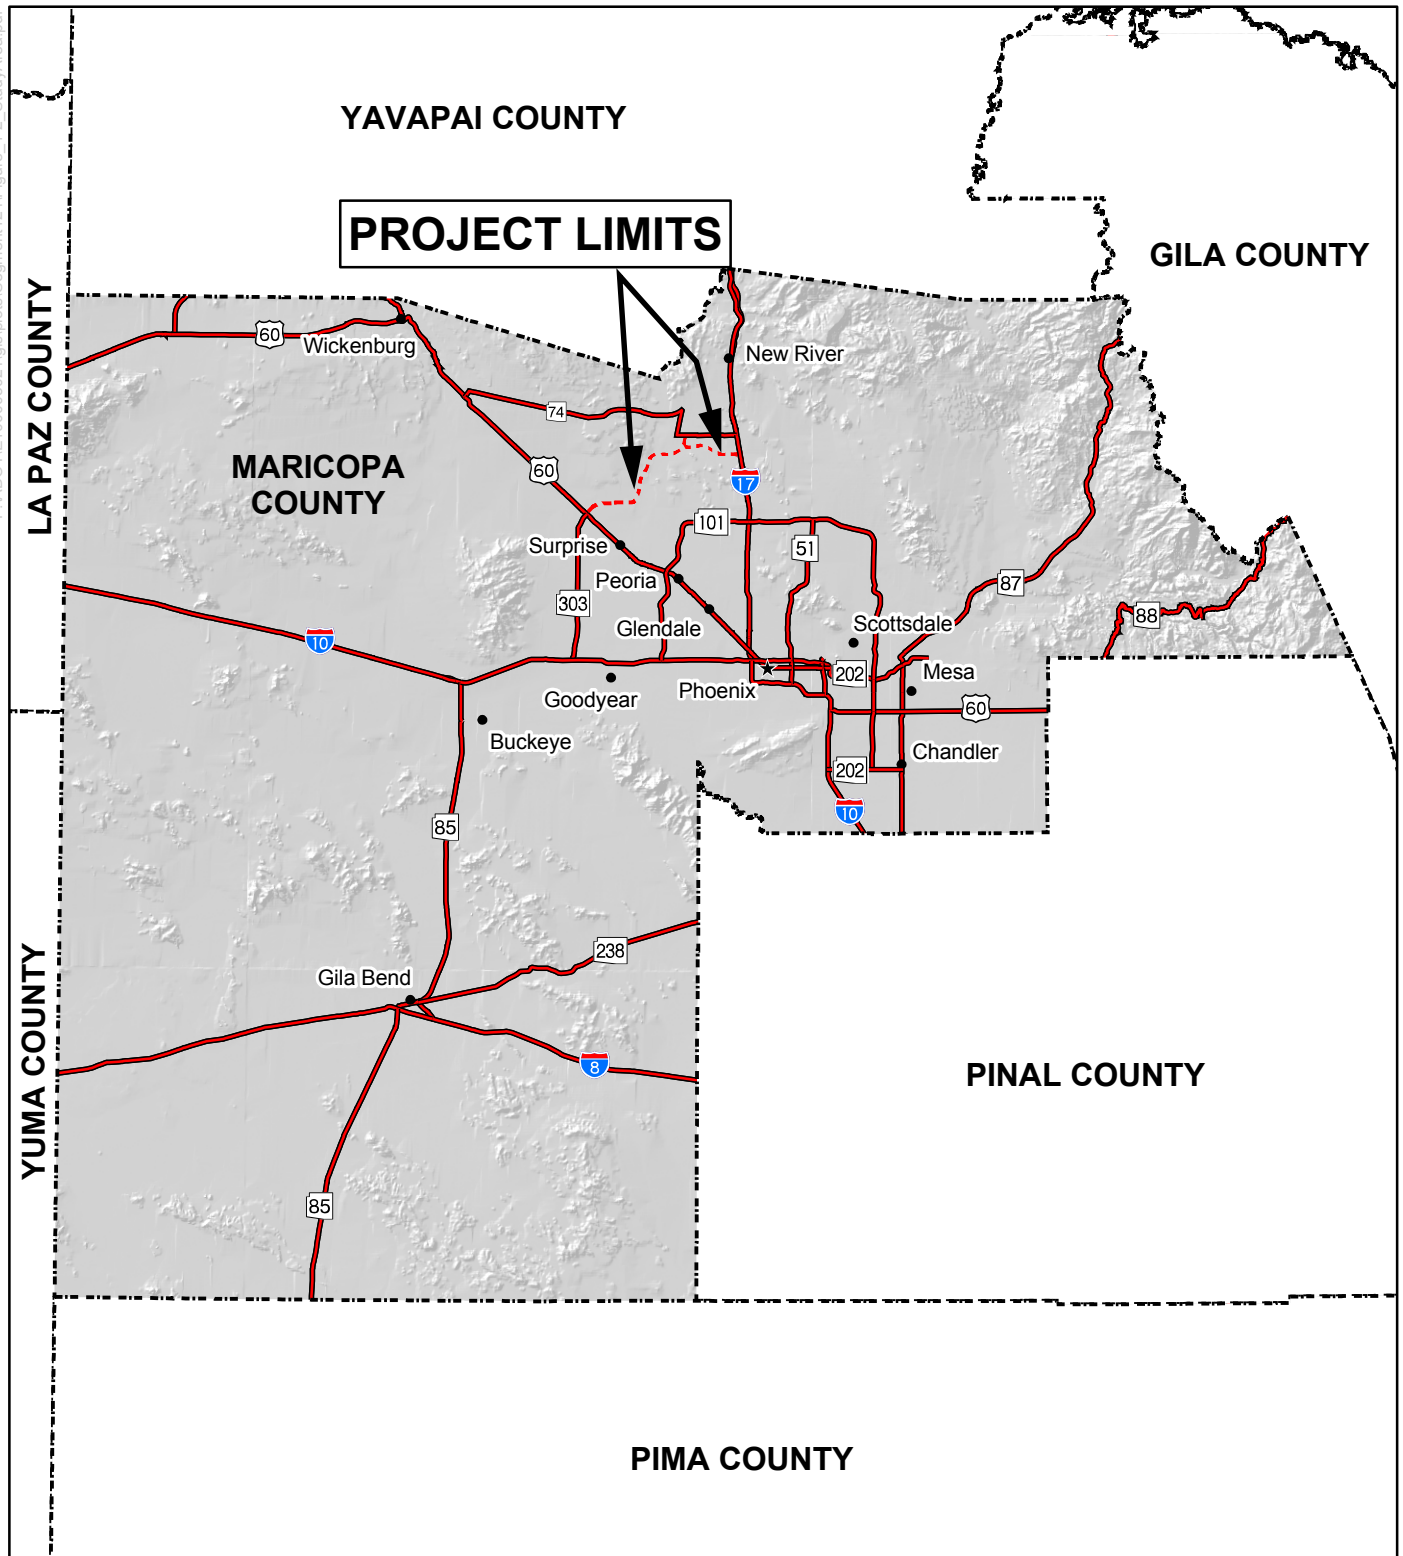 YAVAPAI COUNTY
PROJECT LIMITS
GILA COUNTY
LA PAZ COUNTY
60
Wickenburg
New River
74
MARICOPA
COUNTY
60
17
101
Surprise
51
Peoria
87
303
88
Glendale
Scottsdale
10
202
Mesa
Goodyear
Phoenix
60
Buckeye
Chandler
202
10
85
238
Gila Bend
YUMA COUNTY
8
PINAL COUNTY
85
PIMA COUNTY